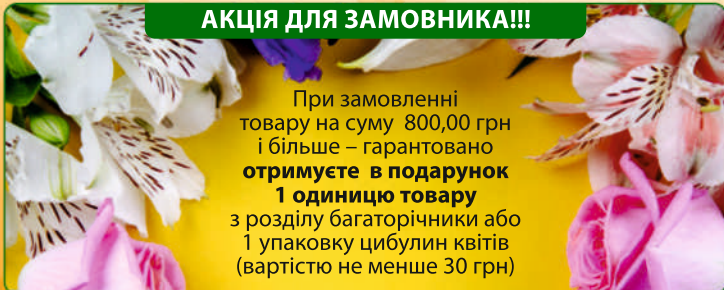 АКЦІЯ ДЛЯ ЗАМОВНИКА!!!
При замовленні
товару на суму 800,00 грн
і більше – гарантовано
отримуєте в подарунок
1 одиницю товару
з розділу багаторічники або
1 упаковку цибулин квітів
(вартістю не менше 30 грн)